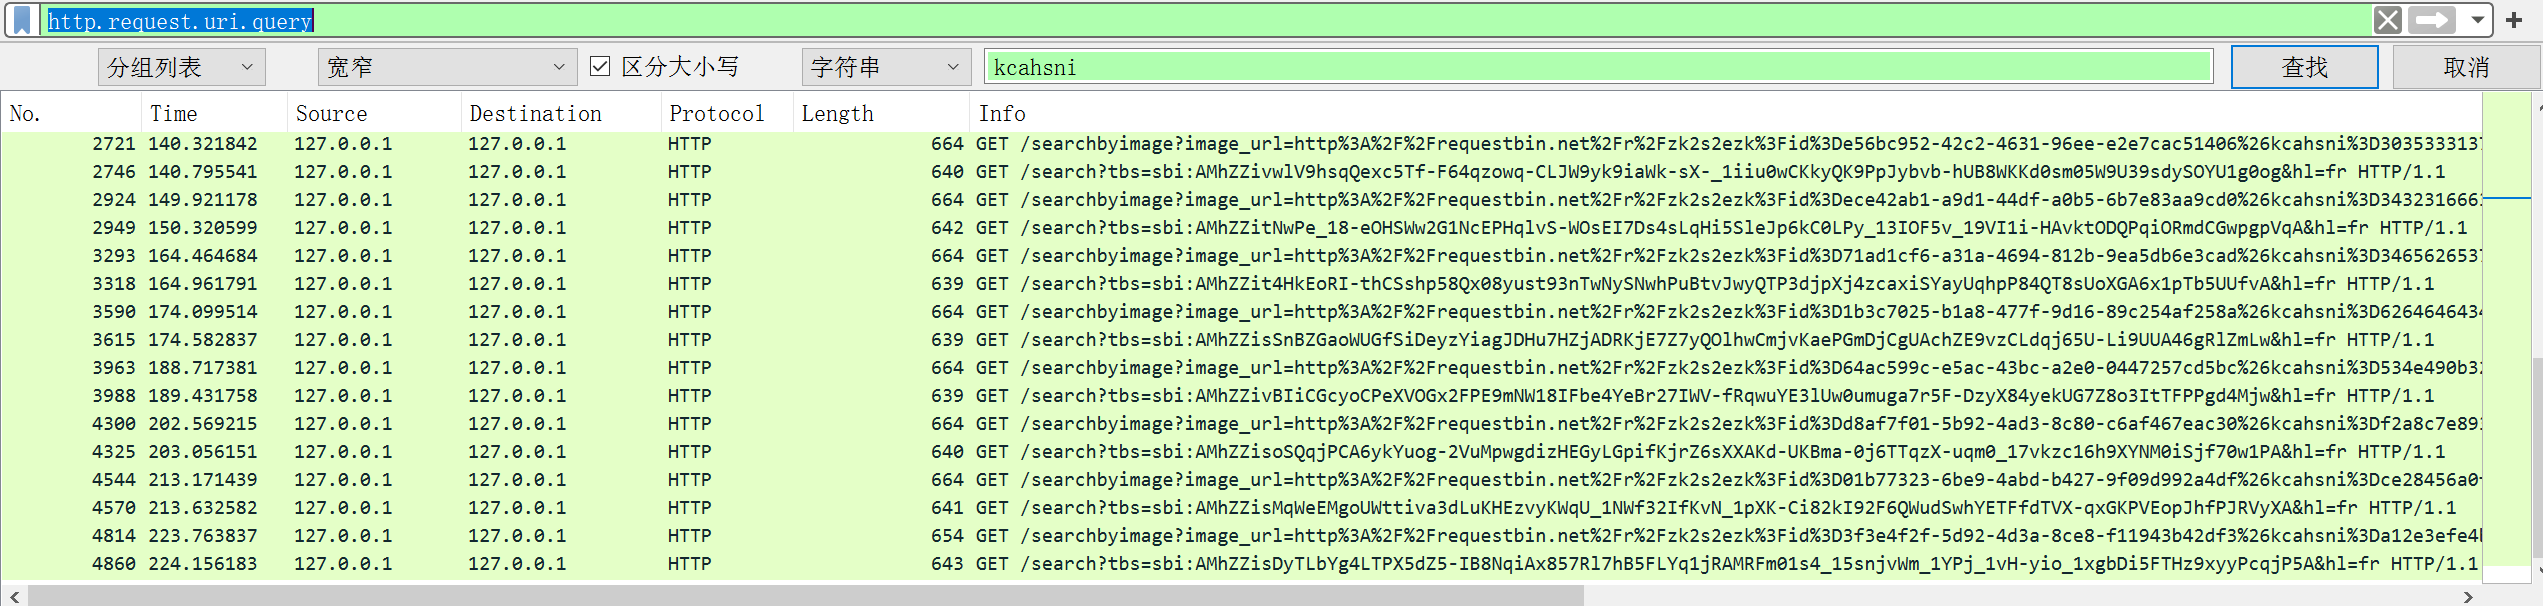 http.request.uri.query
分组列表 宽窄 区分大小写 字符串 kcahsni 查找 取消
No. Time Source Destination Protocol Length Info
2721 140.321842 127.0.0.1 127.0.0.1 HTTP 664 GET /searchbyimage?image_url=http%3A%2F%2Frequestbin.net%2Fr%2Fzk2s2ezk%3Fid%3De56bc952-42c2-4631-96ee-e2e7cac51406%26kcahsni%3D3035333137
2746 140.795541 127.0.0.1 127.0.0.1 HTTP 640 GET /search?tbs=sbi:AMhZZivwlV9hsqQexc5Tf-F64qzowq-CLJW9yk9iaWk-sX-_1iiu0wCKkyQK9PpJybvb-hUB8WKKd0sm05W9U39sdySOYU1g0og&hl=fr HTTP/1.1
2924 149.921178 127.0.0.1 127.0.0.1 HTTP 664 GET /searchbyimage?image_url=http%3A%2F%2Frequestbin.net%2Fr%2Fzk2s2ezk%3Fid%3Dece42ab1-a9d1-44df-a0b5-6b7e83aa9cd0%26kcahsni%3D343231666
2949 150.320599 127.0.0.1 127.0.0.1 HTTP 642 GET /search?tbs=sbi:AMhZZitNwPe_18-eOHSWw2G1NcEPHqlvS-WOsEI7Ds4sLqHi5SleJp6kC0LPy_13IOF5v_19VI1i-HAvktODQPqiORmdCGwpgpVqA&hl=fr HTTP/1.1
3293 164.464684 127.0.0.1 127.0.0.1 HTTP 664 GET /searchbyimage?image_url=http%3A%2F%2Frequestbin.net%2Fr%2Fzk2s2ezk%3Fid%3D71ad1cf6-a31a-4694-812b-9ea5db6e3cad%26kcahsni%3D3465626537
3318 164.961791 127.0.0.1 127.0.0.1 HTTP 639 GET /search?tbs=sbi:AMhZZit4HkEoRI-thCSshp58Qx08yust93nTwNySNwhPuBtvJwyQTP3djpXj4zcaxiSYayUqhpP84QT8sUoXGA6x1pTb5UUfvA&hl=fr HTTP/1.1
3590 174.099514 127.0.0.1 127.0.0.1 HTTP 664 GET /searchbyimage?image_url=http%3A%2F%2Frequestbin.net%2Fr%2Fzk2s2ezk%3Fid%3D1b3c7025-b1a8-477f-9d16-89c254af258a%26kcahsni%3D6264646434
3615 174.582837 127.0.0.1 127.0.0.1 HTTP 639 GET /search?tbs=sbi:AMhZZisSnBZGaoWUGfSiDeyzYiagJDHu7HZjADRKjE7Z7yQOlhwCmjvKaePGmDjCgUAchZE9vzCLdqj65U-Li9UUA46gRlZmLw&hl=fr HTTP/1.1
3963 188.717381 127.0.0.1 127.0.0.1 HTTP 664 GET /searchbyimage?image_url=http%3A%2F%2Frequestbin.net%2Fr%2Fzk2s2ezk%3Fid%3D64ac599c-e5ac-43bc-a2e0-0447257cd5bc%26kcahsni%3D534e490b32
3988 189.431758 127.0.0.1 127.0.0.1 HTTP 639 GET /search?tbs=sbi:AMhZZivBIiCGcyoCPeXVOGx2FPE9mNW18IFbe4YeBr27IWV-fRqwuYE3lUw0umuga7r5F-DzyX84yekUG7Z8o3ItTFPPgd4Mjw&hl=fr HTTP/1.1
4300 202.569215 127.0.0.1 127.0.0.1 HTTP 664 GET /searchbyimage?image_url=http%3A%2F%2Frequestbin.net%2Fr%2Fzk2s2ezk%3Fid%3Dd8af7f01-5b92-4ad3-8c80-c6af467eac30%26kcahsni%3Df2a8c7e89
4325 203.056151 127.0.0.1 127.0.0.1 HTTP 640 GET /search?tbs=sbi:AMhZZisoSQqjPCA6ykYuog-2VuMpwgdizHEGyLGpifKjrZ6sXXAKd-UKBma-0j6TTqzX-uqm0_17vkzc16h9XYNM0iSjf70w1PA&hl=fr HTTP/1.1
4544 213.171439 127.0.0.1 127.0.0.1 HTTP 664 GET /searchbyimage?image_url=http%3A%2F%2Frequestbin.net%2Fr%2Fzk2s2ezk%3Fid%3D01b77323-6be9-4abd-b427-9f09d992a4df%26kcahsni%3Dce28456a0
4570 213.632582 127.0.0.1 127.0.0.1 HTTP 641 GET /search?tbs=sbi:AMhZZisMqWeEMgoUWttiva3dLuKHEzvyKWqU_1NWf32IfKvN_1pXK-Ci82kI92F6QWudSwhYETFfdTVX-qxGKPVEopJhfPJRVyXA&hl=fr HTTP/1.1
4814 223.763837 127.0.0.1 127.0.0.1 HTTP 654 GET /searchbyimage?image_url=http%3A%2F%2Frequestbin.net%2Fr%2Fzk2s2ezk%3Fid%3D3f3e4f2f-5d92-4d3a-8ce8-f11943b42df3%26kcahsni%3Da12e3efe4
4860 224.156183 127.0.0.1 127.0.0.1 HTTP 643 GET /search?tbs=sbi:AMhZZisDyTLbYg4LTPX5dZ5-IB8NqiAx857Rl7hB5FLYq1jRAMRFm01s4_15snjvWm_1YPj_1vH-yio_1xgbDi5FTHz9xyyPcqjP5A&hl=fr HTTP/1.1